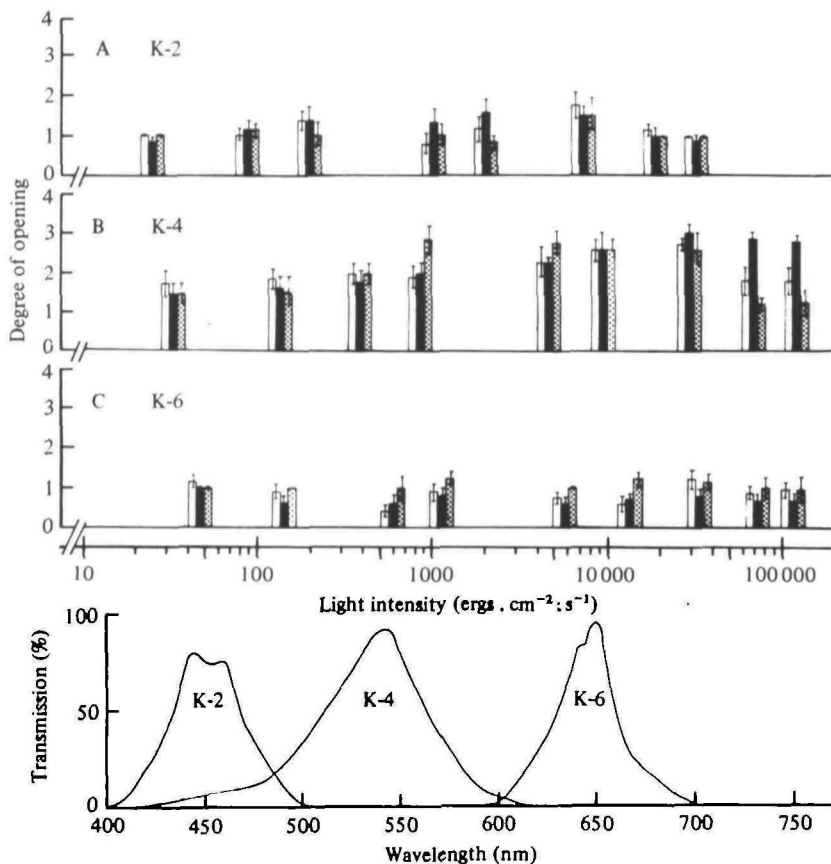 4
A K-2
3
2
1
0
4
B K-4
3
2
1
0
Degree of opening
4
C K-6
3
2
1
0
10 100 1000 10 000 100 000
Light intensity (ergs . cm⁻² : s⁻¹)
100
50
0
Transmission (%)
K-2 K-4 K-6
400 450 500 550 600 650 700 750
Wavelength (nm)